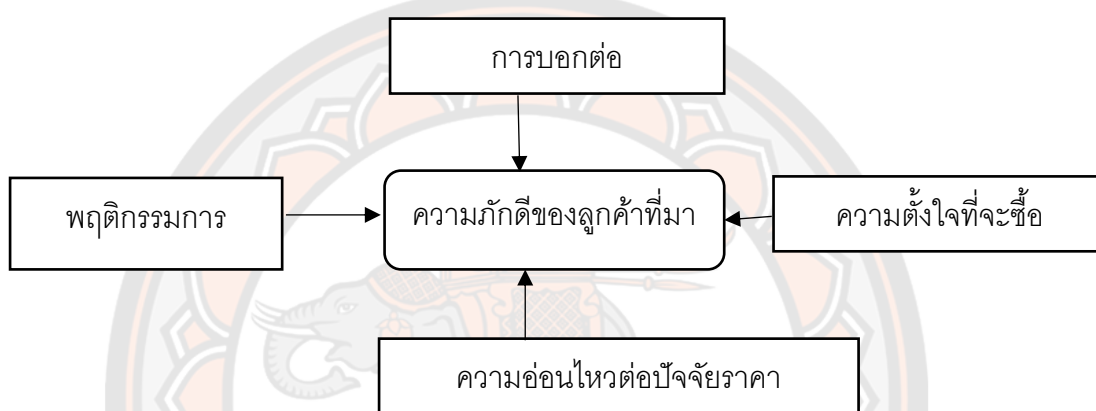 การบอกต่อ
พฤติกรรมการ
ความภักดีของลูกค้าที่มา
ความตั้งใจที่จะซื้อ
ความอ่อนไหวต่อปัจจัยราคา